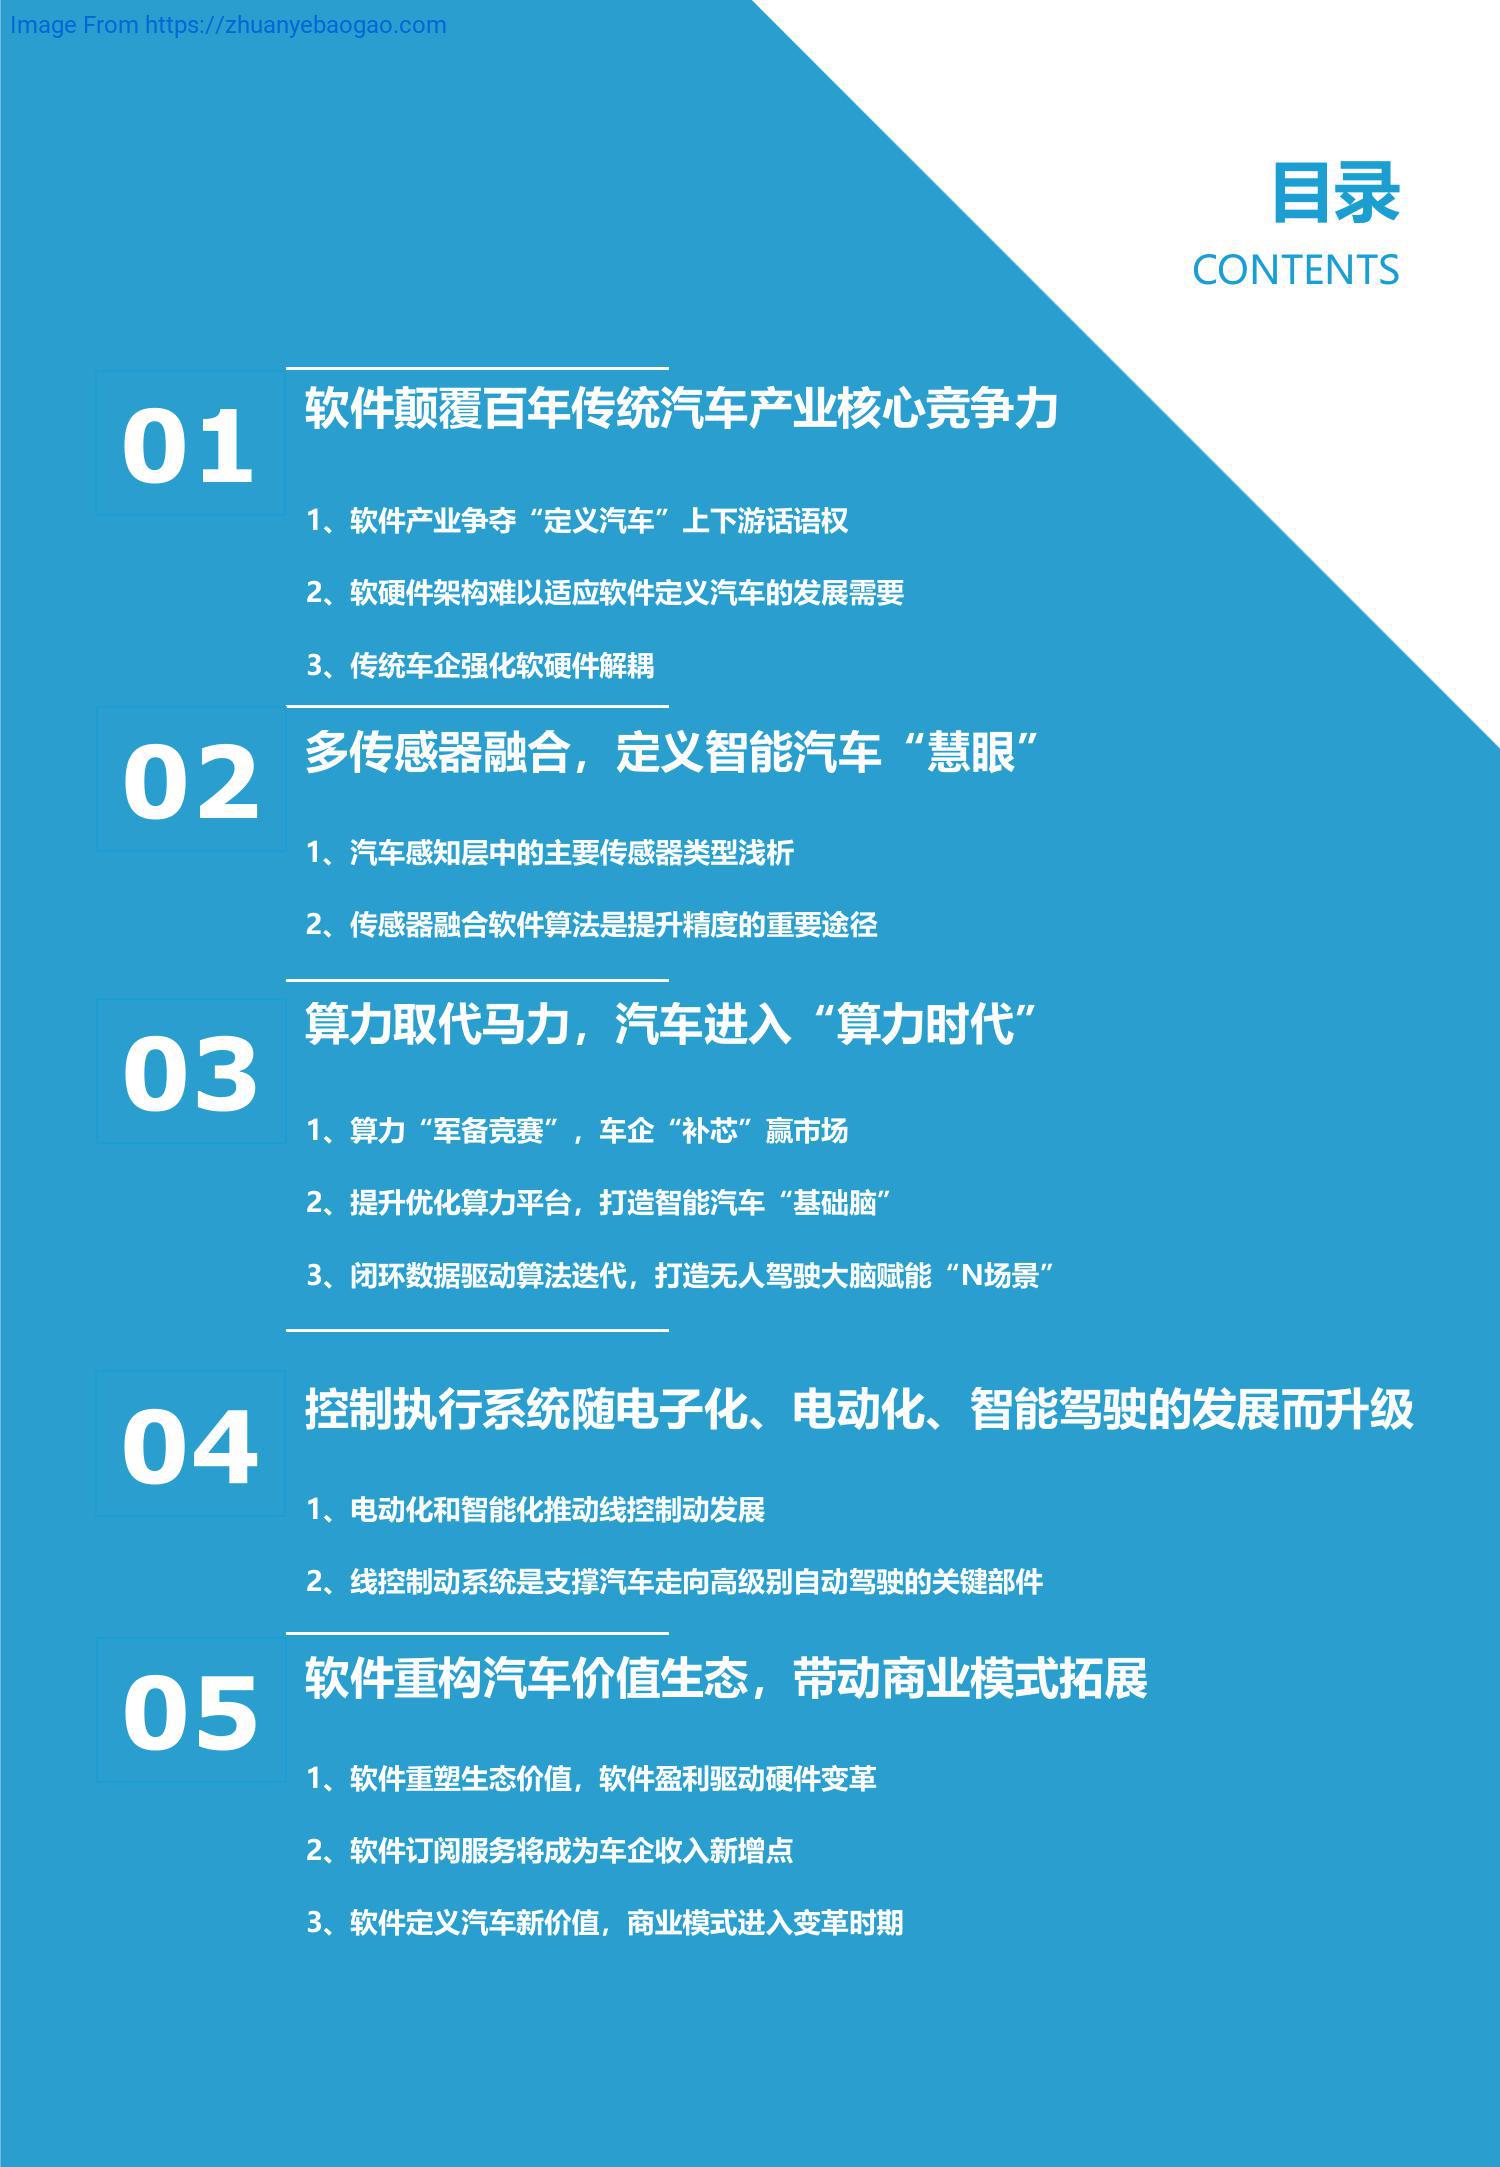 Image From https://zhuanyebaogao.com
目录
CONTENTS
01
软件颠覆百年传统汽车产业核心竞争力
1、软件产业争夺“定义汽车”上下游话语权
2、软硬件架构难以适应软件定义汽车的发展需要
3、传统车企强化软硬件解耦
02
多传感器融合，定义智能汽车“慧眼”
1、汽车感知层中的主要传感器类型浅析
2、传感器融合软件算法是提升精度的重要途径
03
算力取代马力，汽车进入“算力时代”
1、算力“军备竞赛”，车企“补芯”赢市场
2、提升优化算力平台，打造智能汽车“基础脑”
3、闭环数据驱动算法迭代，打造无人驾驶大脑赋能“N场景”
04
控制执行系统随电子化、电动化、智能驾驶的发展而升级
1、电动化和智能化推动线控制动发展
2、线控制动系统是支撑汽车走向高级别自动驾驶的关键部件
05
软件重构汽车价值生态，带动商业模式拓展
1、软件重塑生态价值，软件盈利驱动硬件变革
2、软件订阅服务将成为车企收入新增点
3、软件定义汽车新价值，商业模式进入变革时期